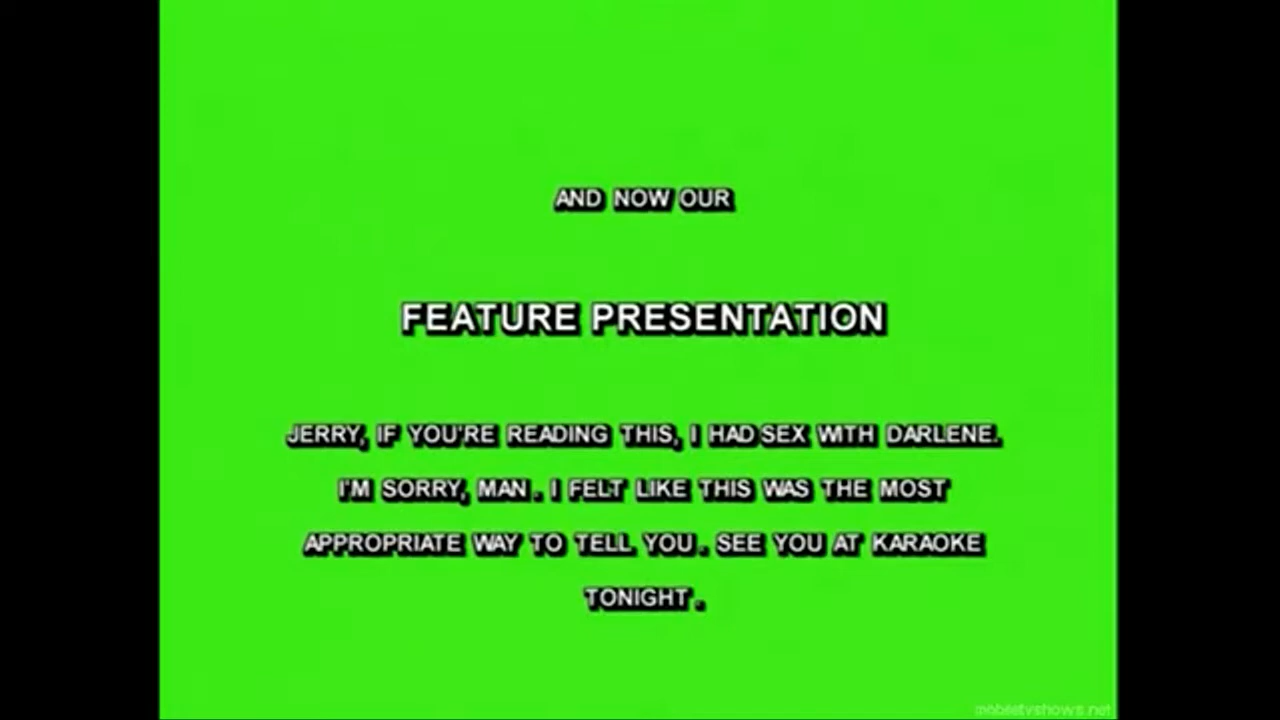 AND NOW OUR
FEATURE PRESENTATION
JERRY, IF YOU'RE READING THIS, I HAD SEX WITH DARLENE.
I'M SORRY, MAN . I FELT LIKE THIS WAS THE MOST
APPROPRIATE WAY TO TELL YOU . SEE YOU AT KARAOKE
TONIGHT .